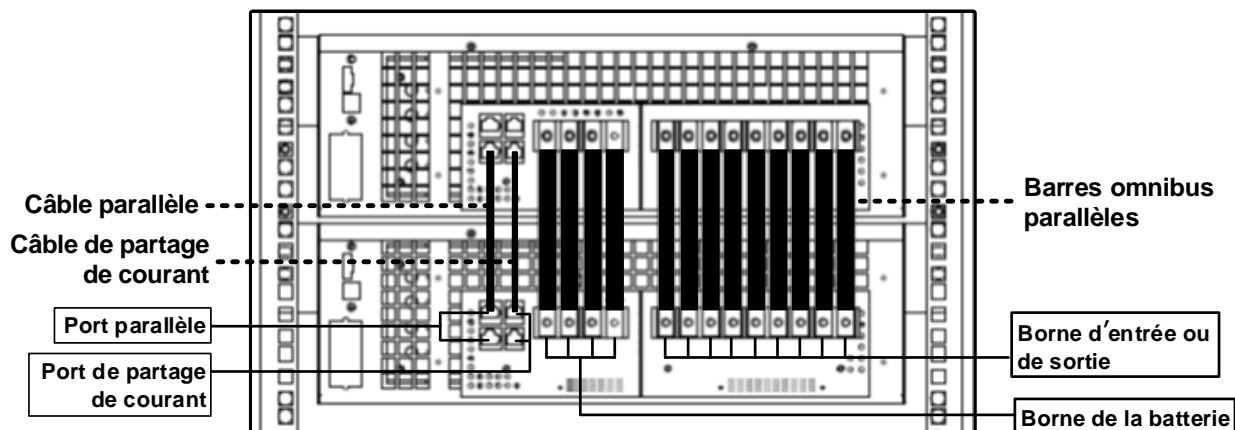 Câble parallèle
Câble de partage
de courant
Port parallèle
Port de partage
de courant
Barres omnibus
parallèles
Borne d'entrée ou
de sortie
Borne de la batterie